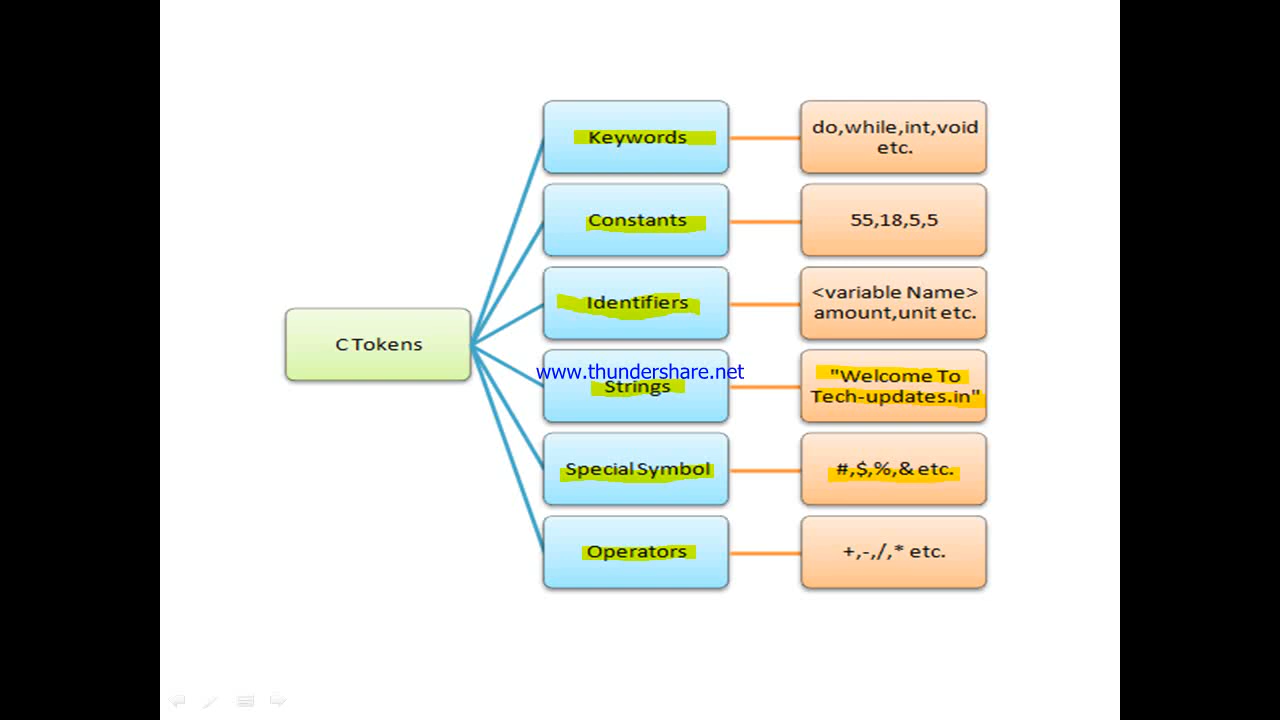 Keywords
do,while,int,void
etc.
Constants
55,18,5,5
Identifiers
<variable Name>
amount,unit etc.
C Tokens
www.thundershare.net
Strings
"Welcome To
Tech-updates.in"
Special Symbol
#,$,%,& etc.
Operators
+,-,/,* etc.